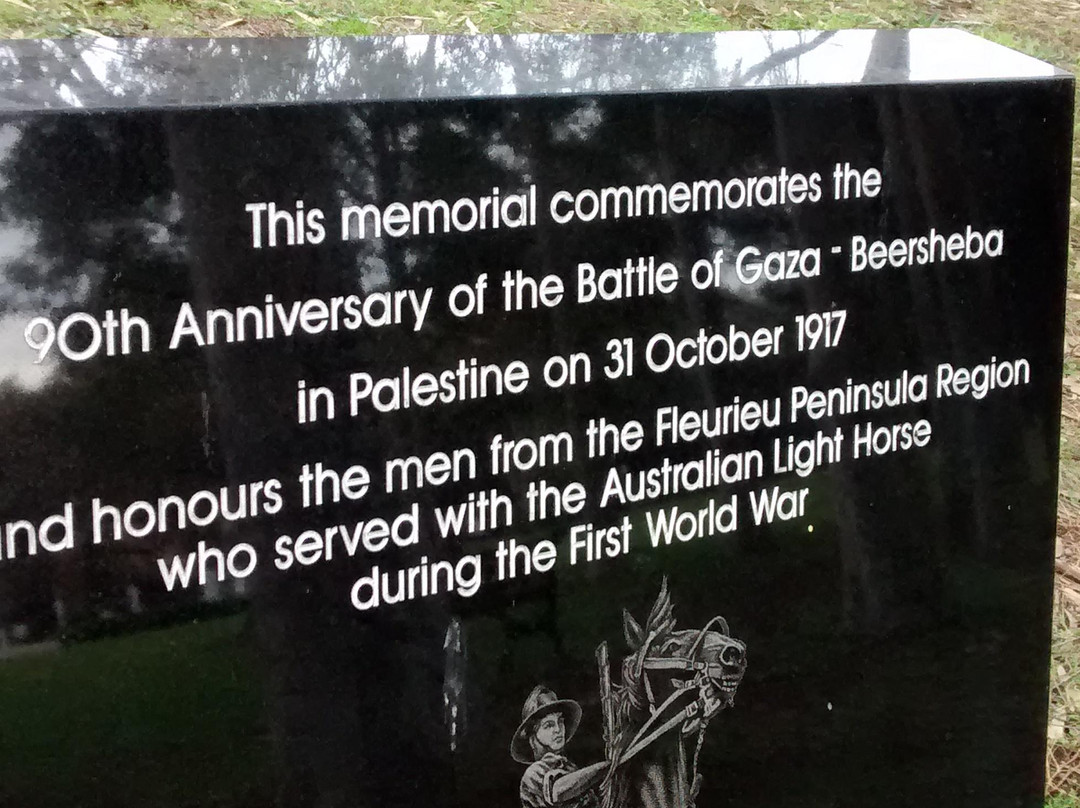 This memorial commemorates the
90th Anniversary of the Battle of Gaza - Beersheba
in Palestine on 31 October 1917
and honours the men from the Fleurieu Peninsula Region
who served with the Australian Light Horse
during the First World War